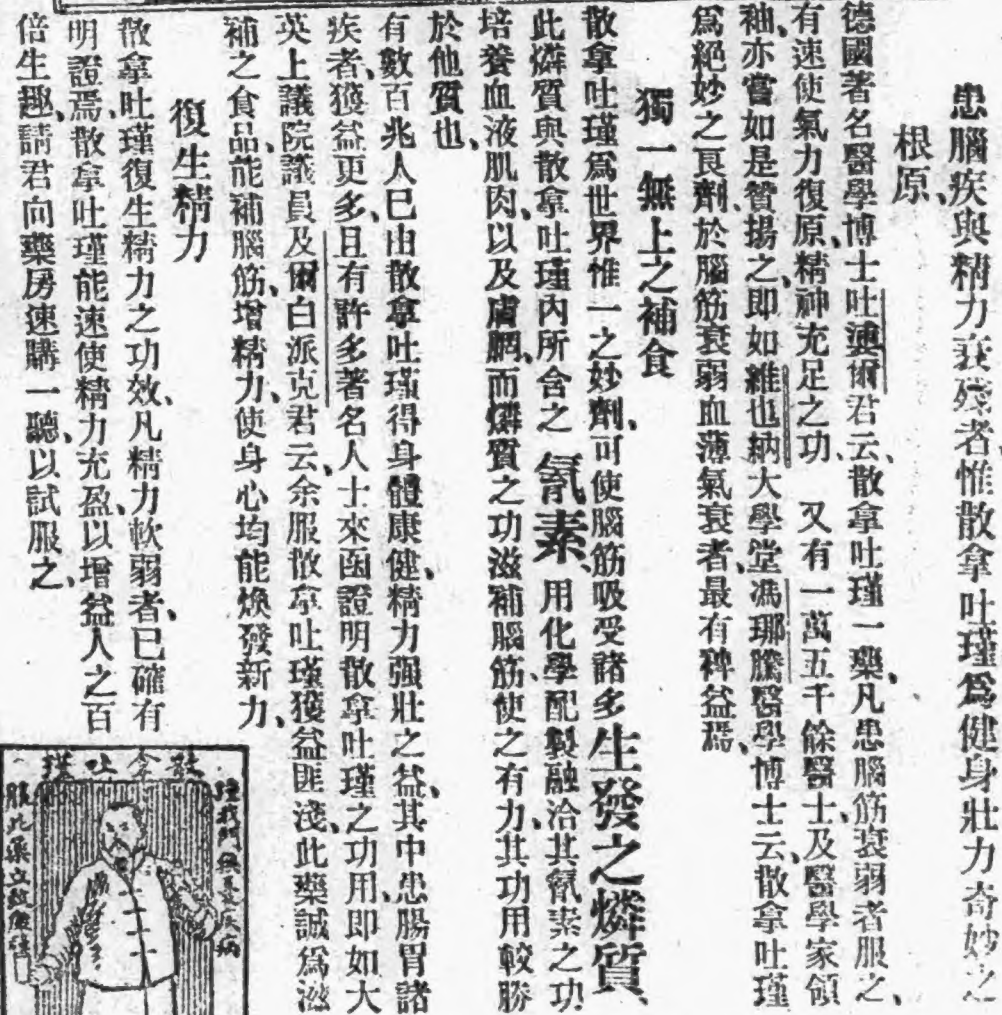 患腦疾與精力衰殘者、惟散拿吐瑾爲健身壯力奇妙之
根原、
德國著名醫學博士吐㷫爾君云、散拿吐瑾一藥、凡患腦筋衰弱者服之、
有速使氣力復原、精神充足之功、又有一萬五千餘醫士、及醫學家領
袖、亦嘗如是贊揚之、即如維也納大學堂馮瑘騰醫學博士云、散拿吐瑾
爲絕妙之良劑、於腦筋衰弱血薄氣衰者、最有裨益焉、
獨一無上之補食
散拿吐瑾爲世界惟一之妙劑、可使腦筋吸受諸多生發之燐質、
此燐質與散拿吐瑾內所含之氰素、用化學配製融洽、其氰素之功
培養血液肌肉、以及膚膶、而燐質之功滋補腦筋、使之有力、其功用較勝
於他質也、
有數百兆人已由散拿吐瑾得身體康健、精力强壯之益、其中患腸胃諸
疾者、獲益更多、且有許多著名人士來函證明散拿吐瑾之功用、即如大
英上議院議員及爾白派克君云、余服散拿吐瑾獲益匪淺、此藥誠爲滋
補之食品、能補腦筋、增精力、使身心均能煥發新力、
復生精力
散拿吐瑾復生精力之功效、凡精力軟弱者、已確有
明證焉、散拿吐瑾能速使精力充盈、以增益人之百
倍生趣、請君向藥房速購一聽、以試服之、
散拿吐瑾
我門無憂疾病
服此藥立致